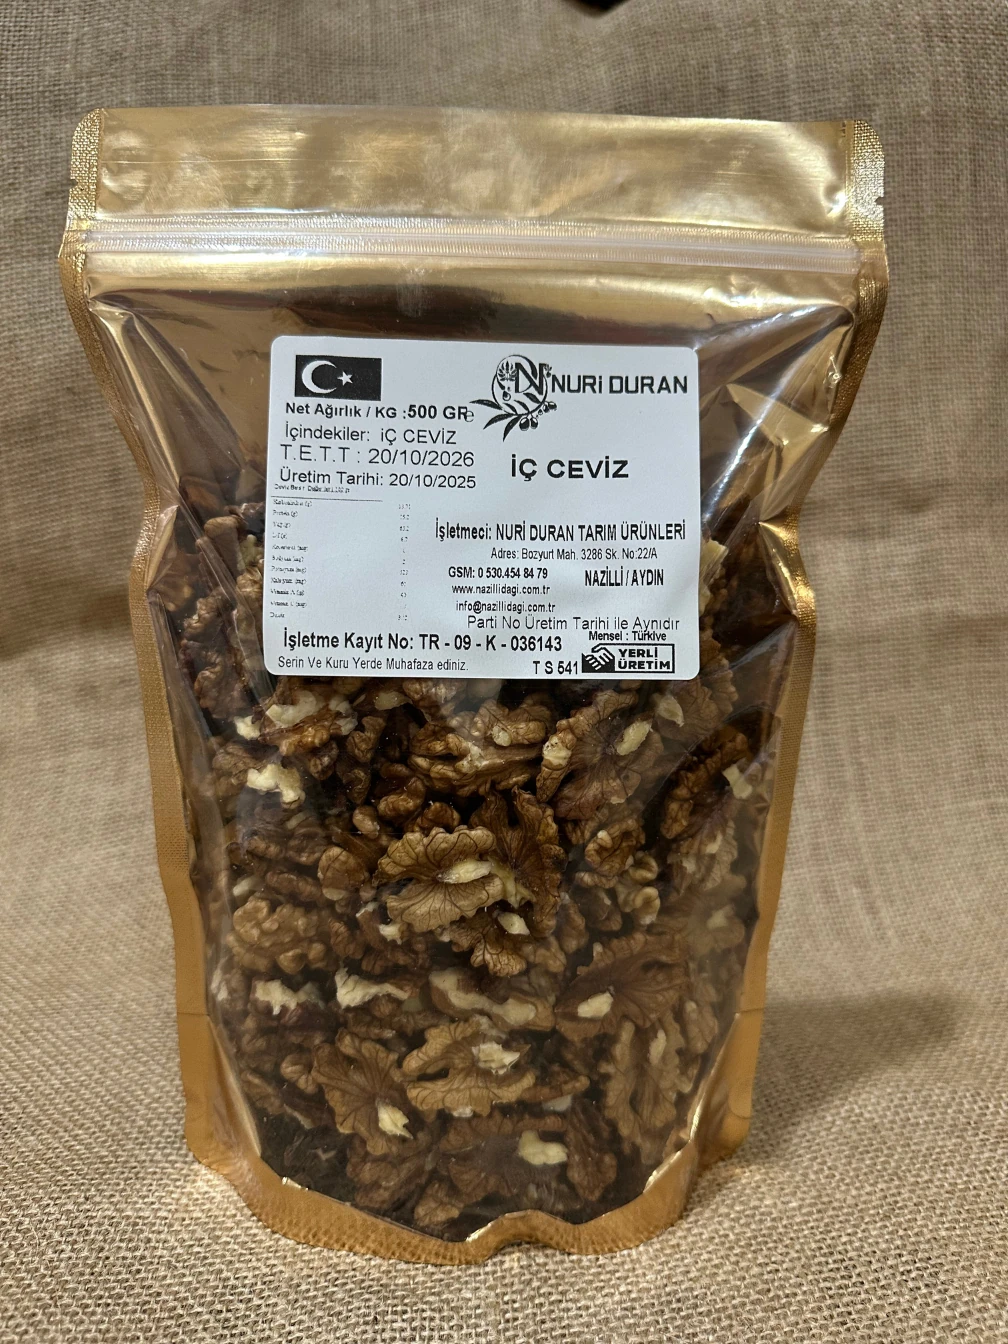 NURİ DURAN
Net Ağırlık / KG :500 GR℮
İçindekiler: İÇ CEVİZ
T.E.T.T : 20/10/2026
Üretim Tarihi: 20/10/2025
İÇ CEVİZ
İşletmeci: NURİ DURAN TARIM ÜRÜNLERİ
Adres: Bozyurt Mah. 3286 Sk. No:22/A
GSM: 0 530.454 84 79 NAZİLLİ / AYDIN
www.nazillidagi.com.tr
info@nazillidagi.com.tr
Parti No Üretim Tarihi ile Aynıdır
İşletme Kayıt No: TR - 09 - K - 036143
Menşei : Türkiye
Serin Ve Kuru Yerde Muhafaza ediniz.
T S 541
YERLİ
ÜRETİM